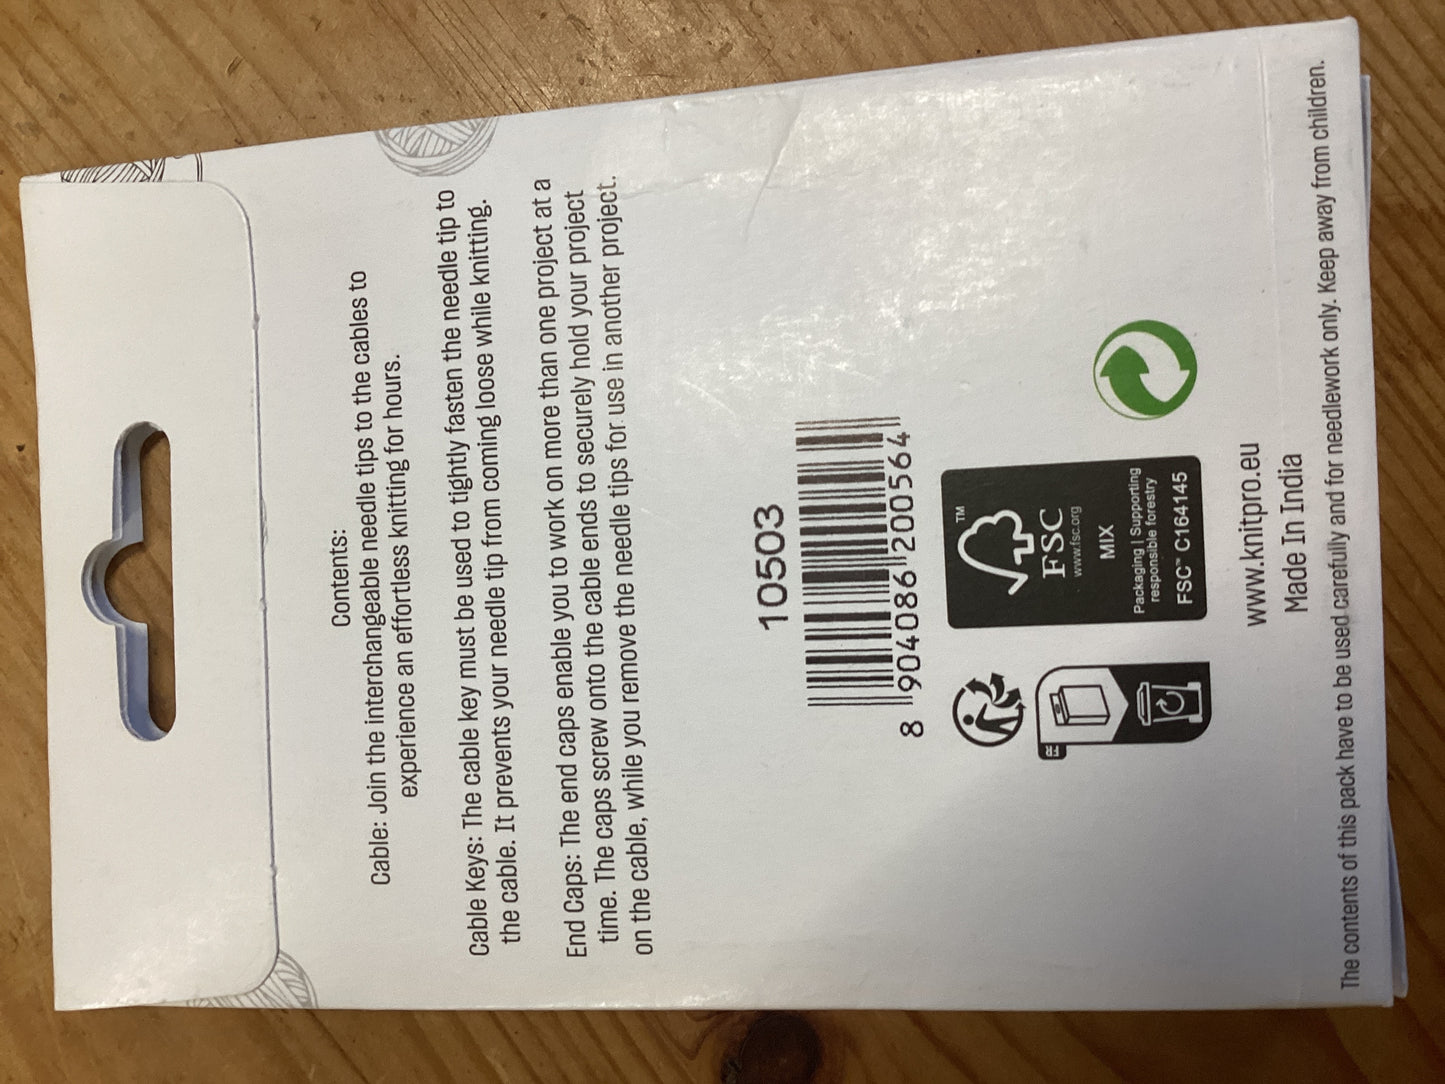 Contents:
Cable: Join the interchangeable needle tips to the cables to
experience an effortless knitting for hours.
Cable Keys: The cable key must be used to tightly fasten the needle tip to
the cable. It prevents your needle tip from coming loose while knitting.
End Caps: The end caps enable you to work on more than one project at a
time. The caps screw onto the cable ends to securely hold your project
on the cable, while you remove the needle tips for use in another project.
10503
8 904086 200564
FR
FSC™
www.fsc.org
MIX
Packaging | Supporting
responsible forestry
FSC™ C164145
www.knitpro.eu
Made In India
The contents of this pack have to be used carefully and for needlework only. Keep away from children.